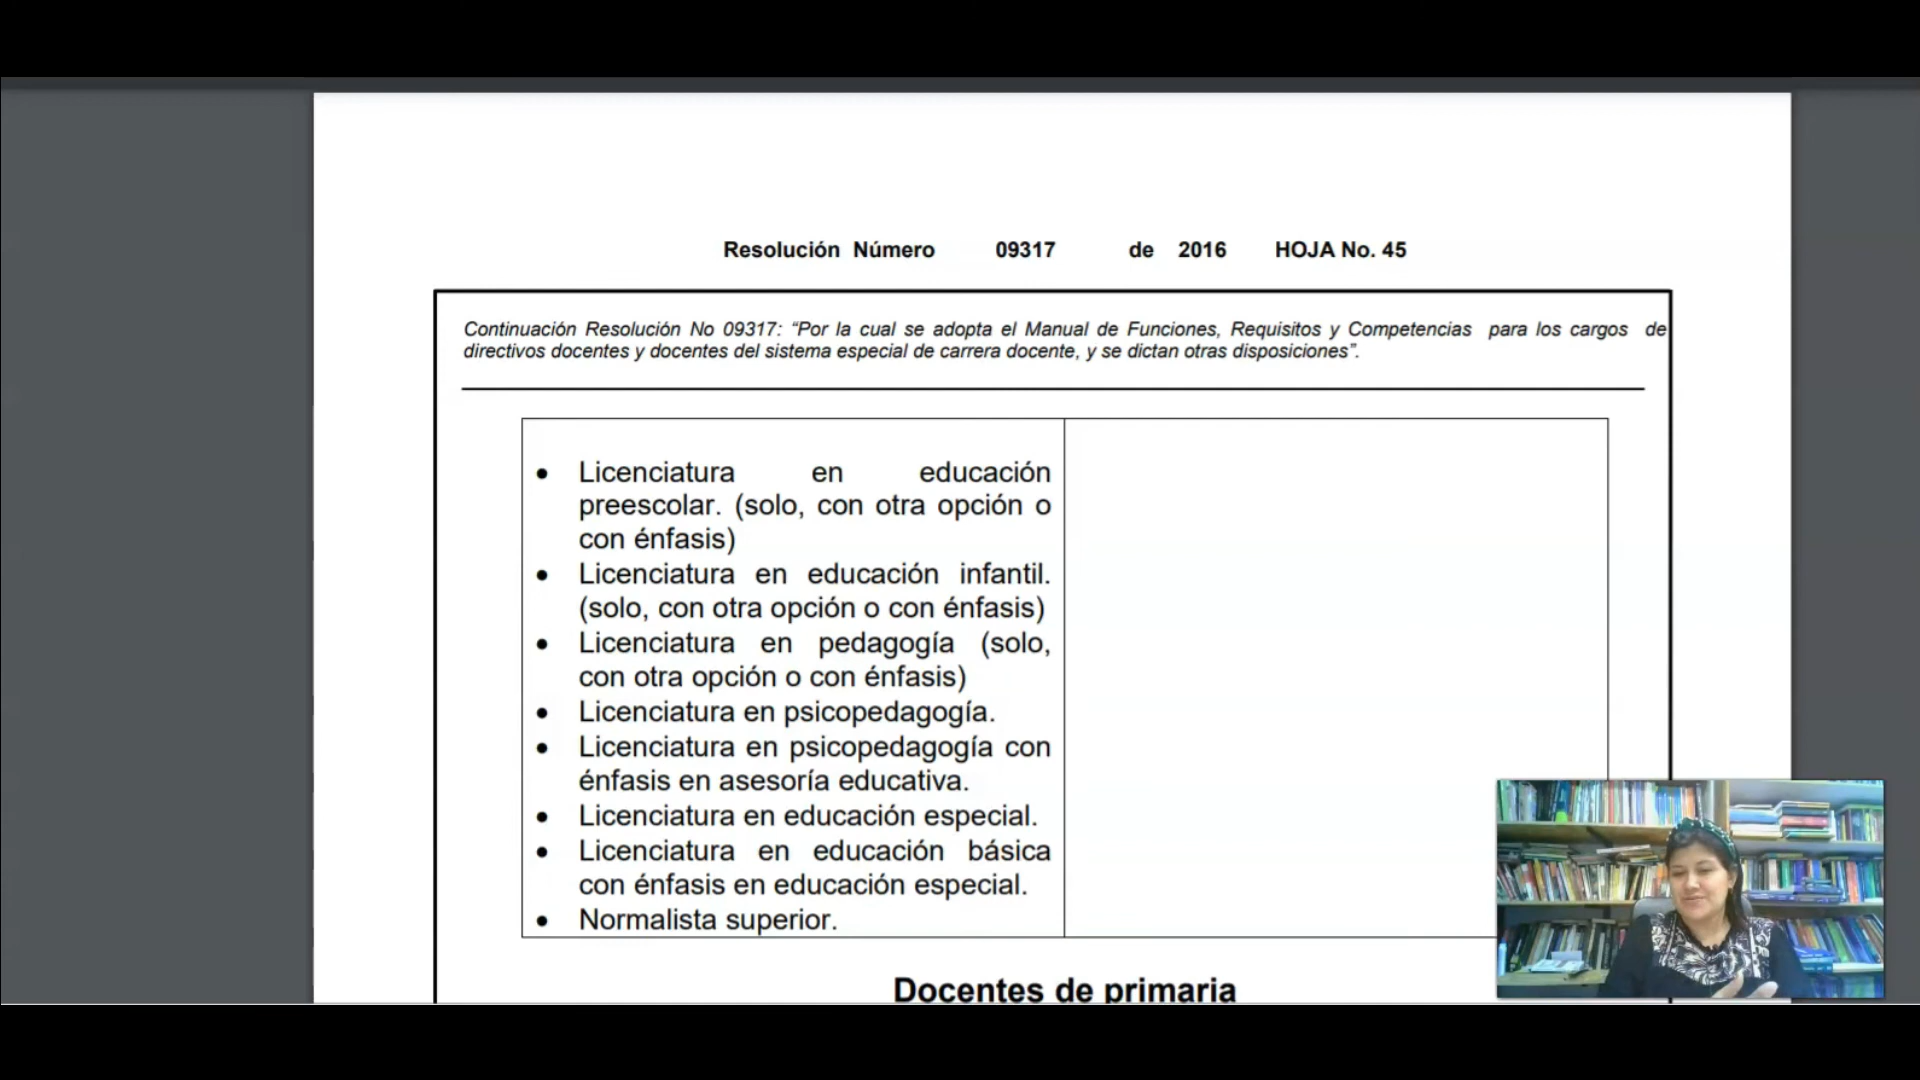 Resolución Número 09317 de 2016 HOJA No. 45
Continuación Resolución No 09317: “Por la cual se adopta el Manual de Funciones, Requisitos y Competencias para los cargos de
directivos docentes y docentes del sistema especial de carrera docente, y se dictan otras disposiciones”.
• Licenciatura en educación
preescolar. (solo, con otra opción o
con énfasis)
• Licenciatura en educación infantil.
(solo, con otra opción o con énfasis)
• Licenciatura en pedagogía (solo,
con otra opción o con énfasis)
• Licenciatura en psicopedagogía.
• Licenciatura en psicopedagogía con
énfasis en asesoría educativa.
• Licenciatura en educación especial.
• Licenciatura en educación básica
con énfasis en educación especial.
• Normalista superior.
Docentes de primaria